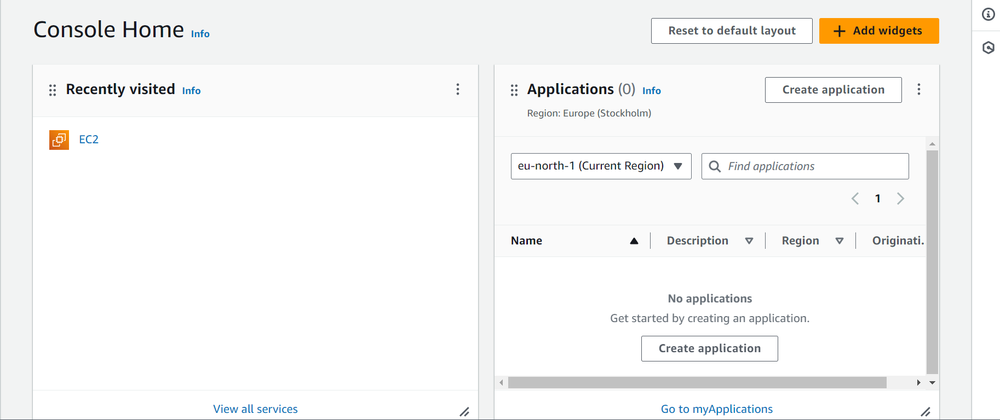 Console Home Info
Reset to default layout
Add widgets
Recently visited Info
EC2
View all services
Applications (0) Info
Create application
Region: Europe (Stockholm)
eu-north-1 (Current Region)
Find applications
1
Name Description Region Originati.
No applications
Get started by creating an application.
Create application
Go to myApplications